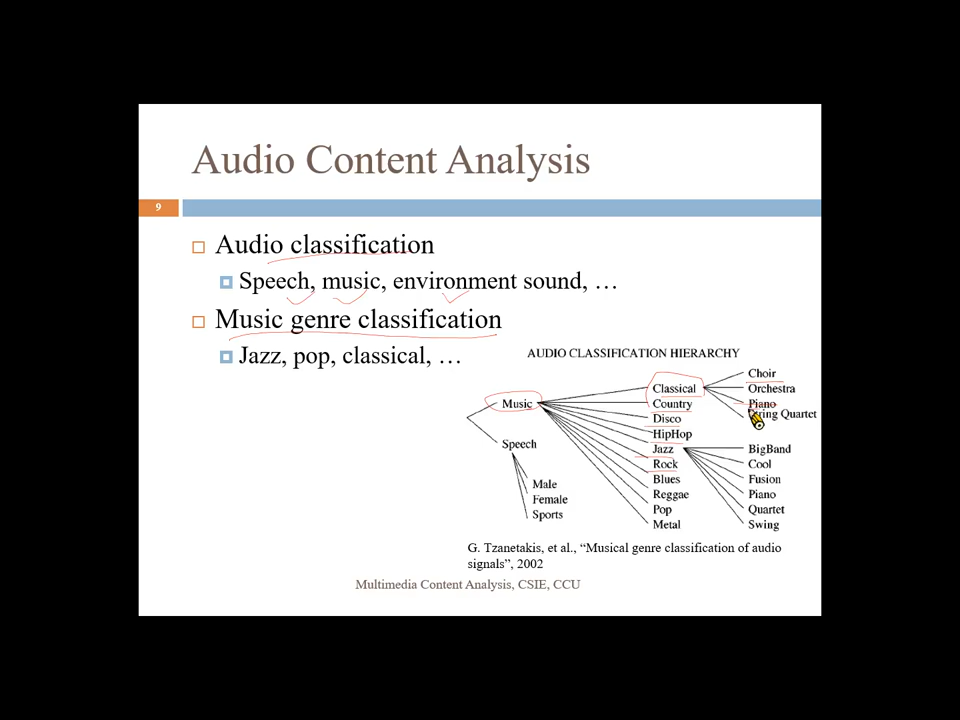 Audio Content Analysis
9
Audio classification
Speech, music, environment sound, …
Music genre classification
Jazz, pop, classical, …
AUDIO CLASSIFICATION HIERARCHY
Music
Speech
Male
Female
Sports
Classical
Country
Disco
HipHop
Jazz
Rock
Blues
Reggae
Pop
Metal
Choir
Orchestra
Piano
Quartet
BigBand
Cool
Fusion
Piano
Quartet
Swing
G. Tzanetakis, et al., “Musical genre classification of audio
signals”, 2002
Multimedia Content Analysis, CSIE, CCU